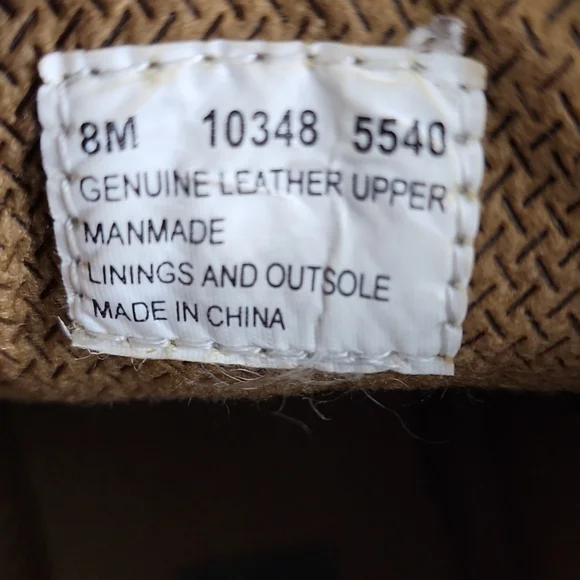 8M 10348 5540
GENUINE LEATHER UPPER
MANMADE
LININGS AND OUTSOLE
MADE IN CHINA